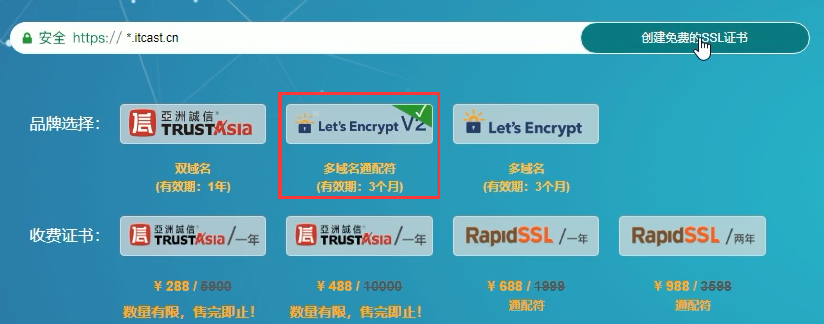 安全 https:// *.itcast.cn 创建免费的SSL证书
品牌选择： 亞洲誠信 TRUSTAsia Let's Encrypt V2 Let's Encrypt
双域名 多域名通配符 多域名
(有效期：1年) (有效期：3个月) (有效期：3个月)
收费证书： 亞洲誠信 TRUSTAsia /一年 亞洲誠信 TRUSTAsia /一年 RapidSSL /一年 RapidSSL /两年
¥ 288 / 5900 ¥ 488 / 10000 ¥ 688 / 1999 ¥ 988 / 3598
数量有限，售完即止！ 数量有限，售完即止！ 通配符 通配符